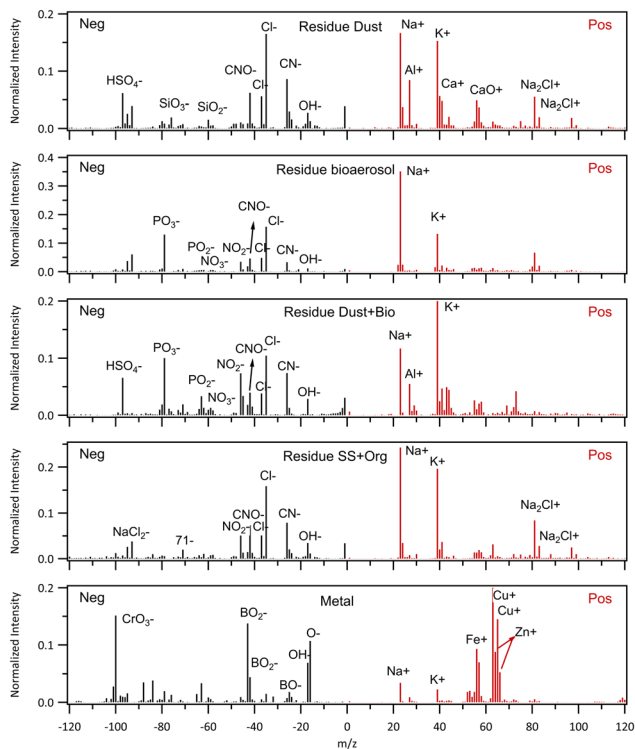 Neg Residue Dust Pos
Normalized Intensity
0.2
0.1
0.0
HSO4- SiO3- SiO2- CNO- Cl- Cl- CN- OH-
Na+ K+ Al+ Ca+ CaO+ Na2Cl+ Na2Cl+
Neg Residue bioaerosol Pos
Normalized Intensity
0.4
0.3
0.2
0.1
0.0
PO3- PO2- NO3- NO2- CNO- Cl- Cl- CN- OH-
Na+ K+
Neg Residue Dust+Bio Pos
Normalized Intensity
0.2
0.1
0.0
HSO4- PO3- PO2- NO3- NO2- CNO- Cl- Cl- CN- OH-
Na+ Al+ K+
Neg Residue SS+Org Pos
Normalized Intensity
0.2
0.1
0.0
NaCl2- 71- NO2- CNO- Cl- Cl- CN- OH-
Na+ K+ Na2Cl+ Na2Cl+
Neg Metal Pos
Normalized Intensity
0.2
0.1
0.0
CrO3- BO2- BO2- BO- OH- O-
Na+ K+ Fe+ Cu+ Cu+ Zn+
-120 -100 -80 -60 -40 -20 0 20 40 60 80 100 120
m/z